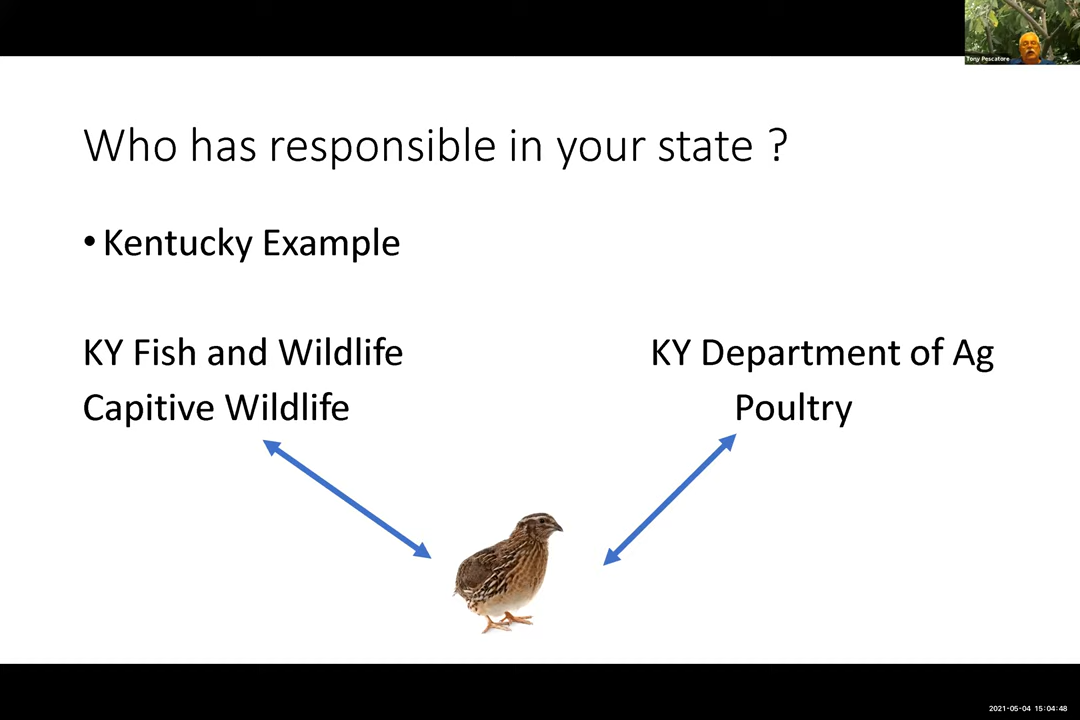 Tony Pescatore
Who has responsible in your state ?
• Kentucky Example
KY Fish and Wildlife
Capitive Wildlife
KY Department of Ag
Poultry
2021-05-04 15:04:48